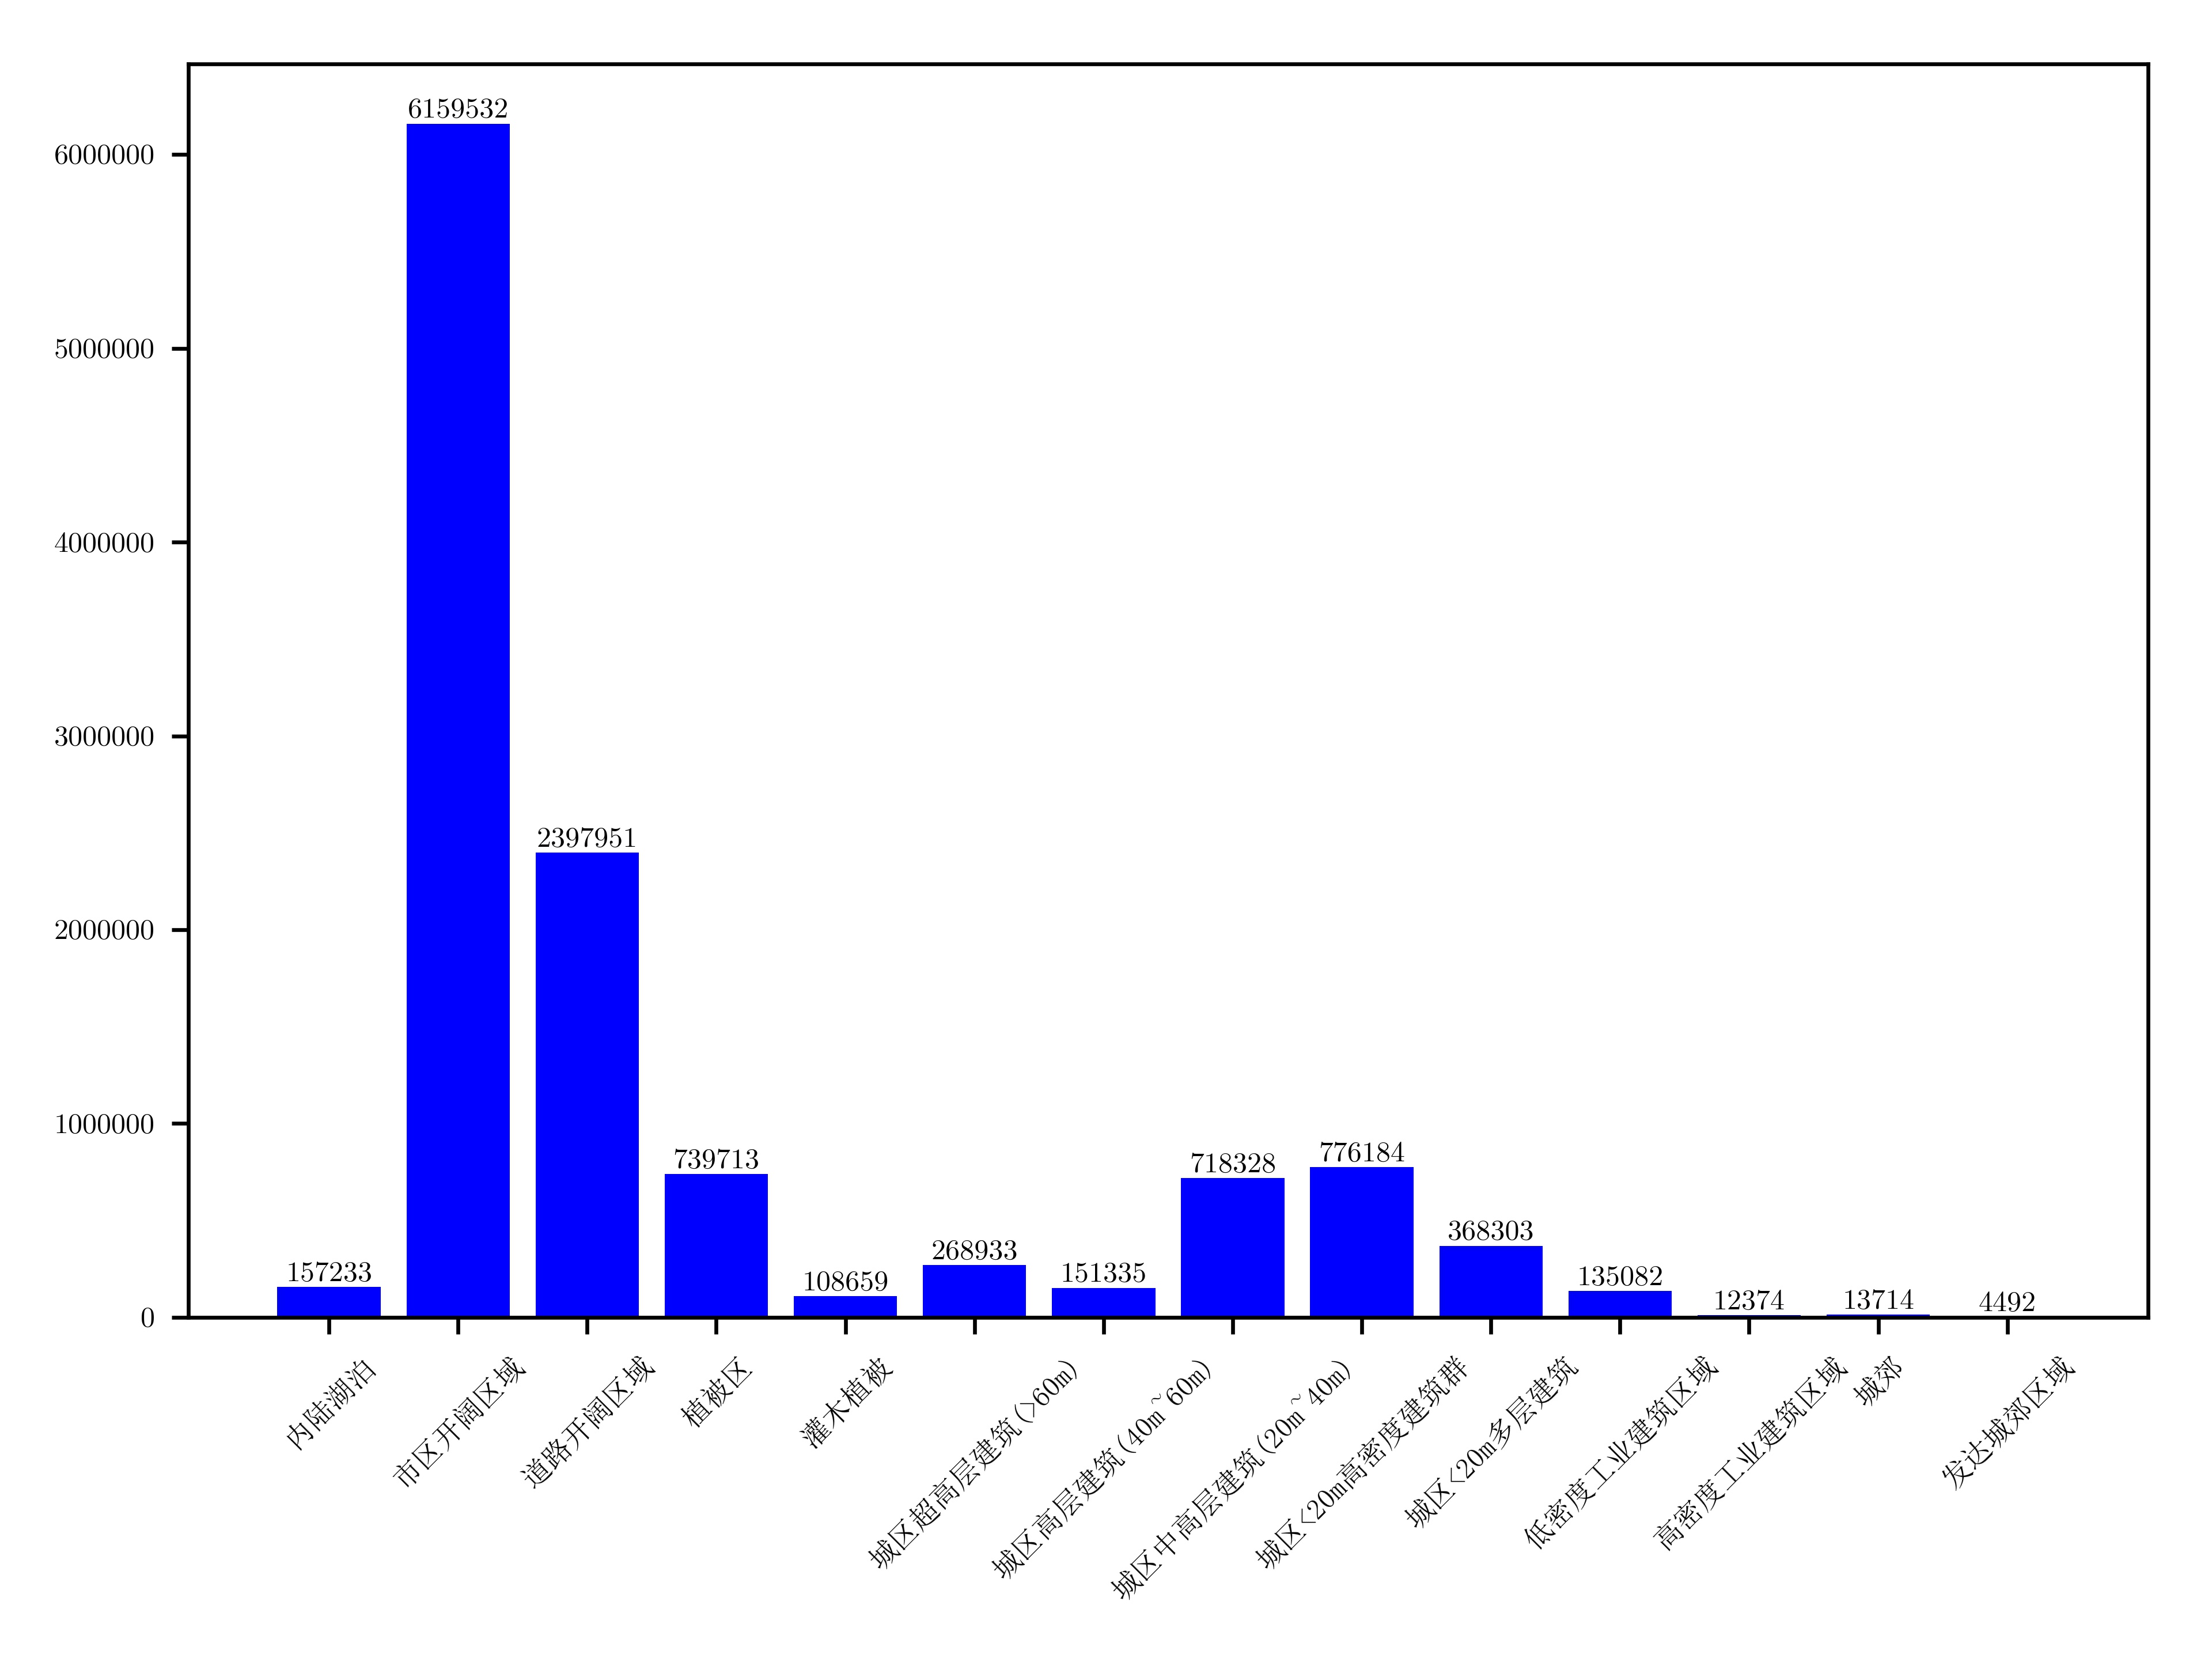 6000000
5000000
4000000
3000000
2000000
1000000
0
157233
6159532
2397951
739713
108659
268933
151335
718328
776184
368303
135082
12374
13714
4492
内陆湖泊
市区开阔区域
道路开阔区域
植被区
灌木植被
城区超高层建筑(>60m)
城区高层建筑(40m~60m)
城区中高层建筑(20m~40m)
城区<20m高密度建筑群
城区<20m多层建筑
低密度工业建筑区域
高密度工业建筑区域
城郊
发达城郊区域